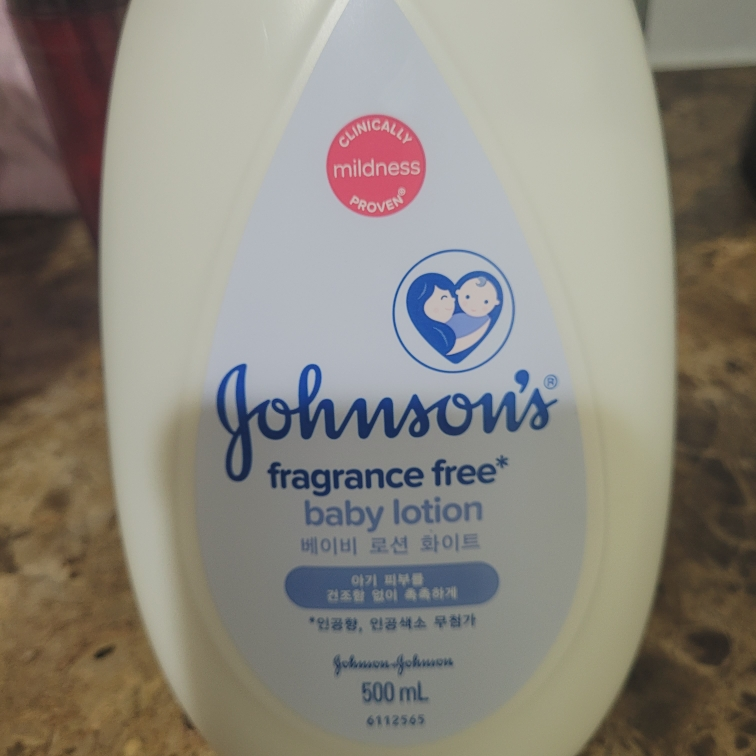 CLINICALLY
mildness
PROVEN®
Johnson's®
fragrance free*
baby lotion
베이비 로션 화이트
아기 피부를
건조함 없이 촉촉하게
*인공향, 인공색소 무첨가
Johnson & Johnson
500 mL
6112565